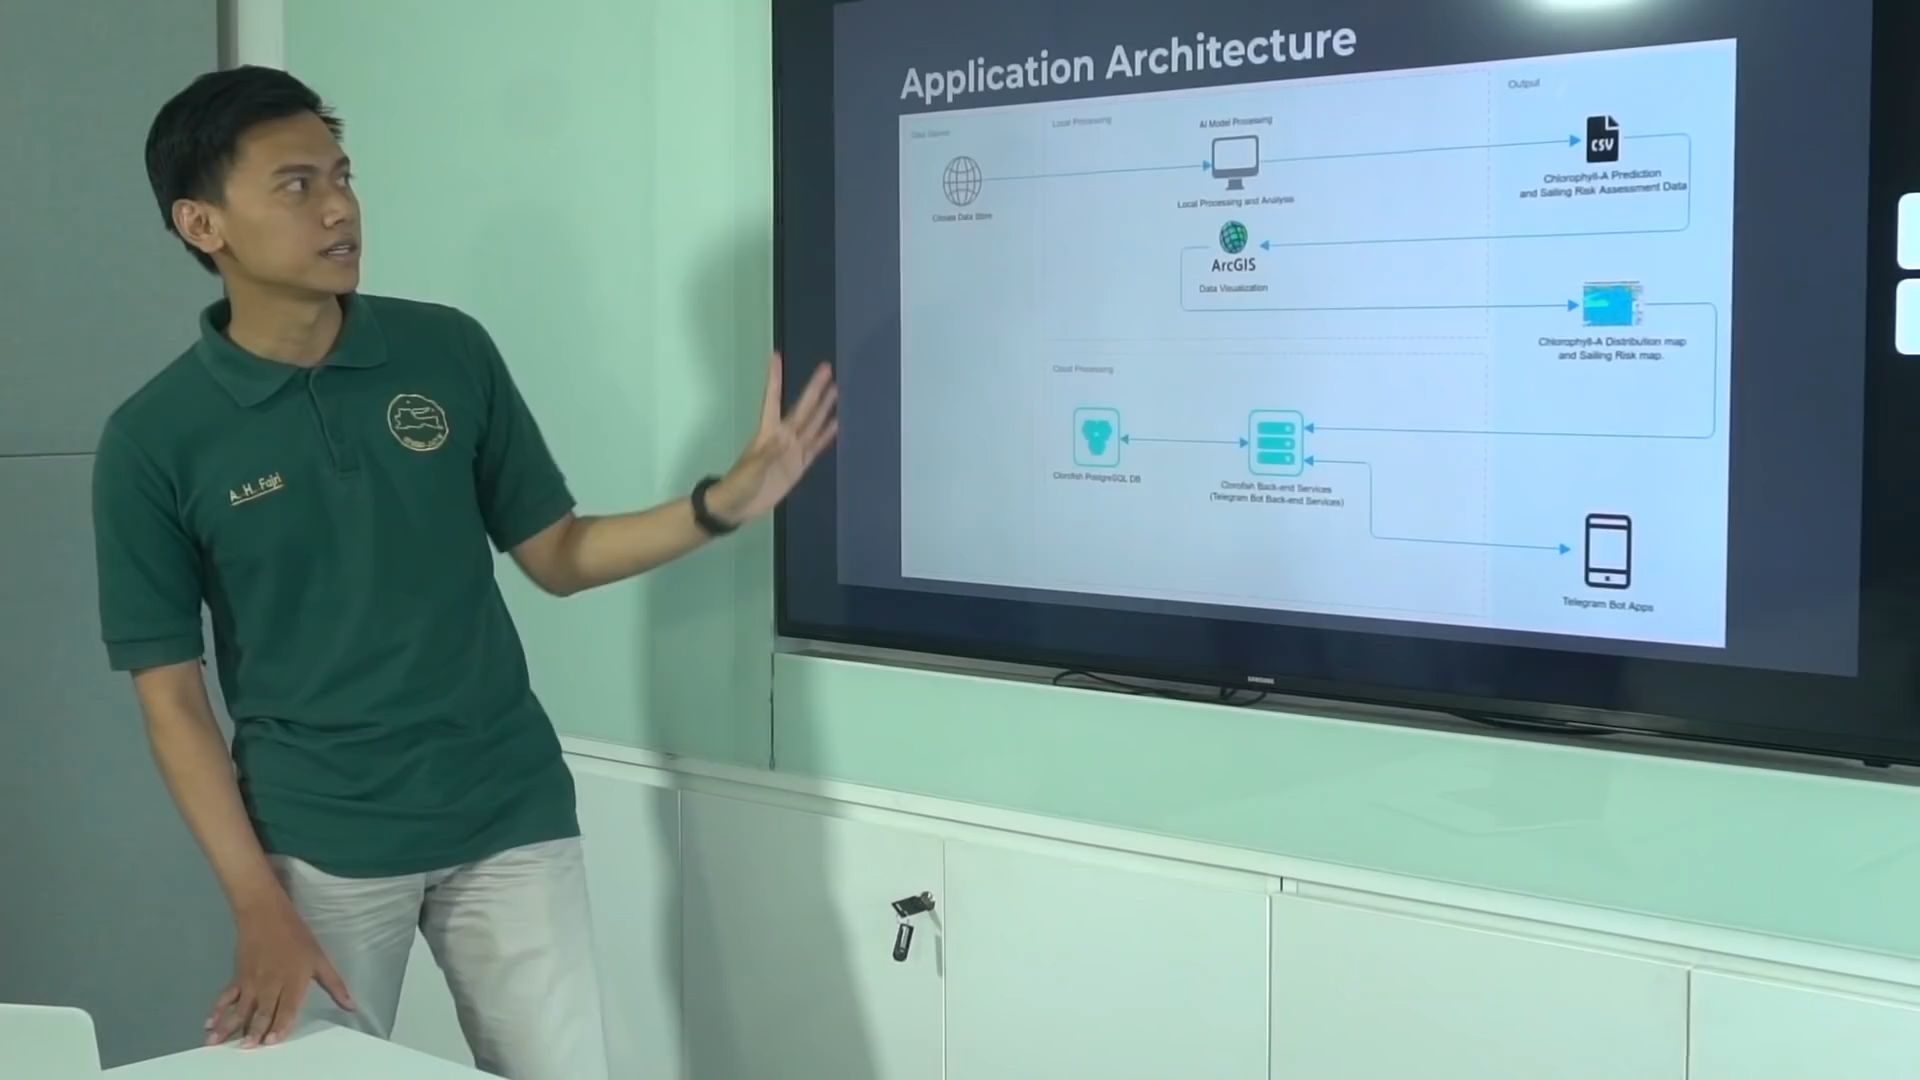 Application Architecture
Output
Local Processing
AI Model Processing
CSV
Chlorophyll-A Prediction
and Sailing Risk Assessment Data
Climate Data Store
Local Processing and Analysis
ArcGIS
Data Visualization
Chlorophyll-A Distribution map
and Sailing Risk map.
Cloud Processing
Clorofish PostgreSQL DB
Clorofish Back-end Services
(Telegram Bot Back-end Services)
Telegram Bot Apps
SAMSUNG
A. H. Fajri